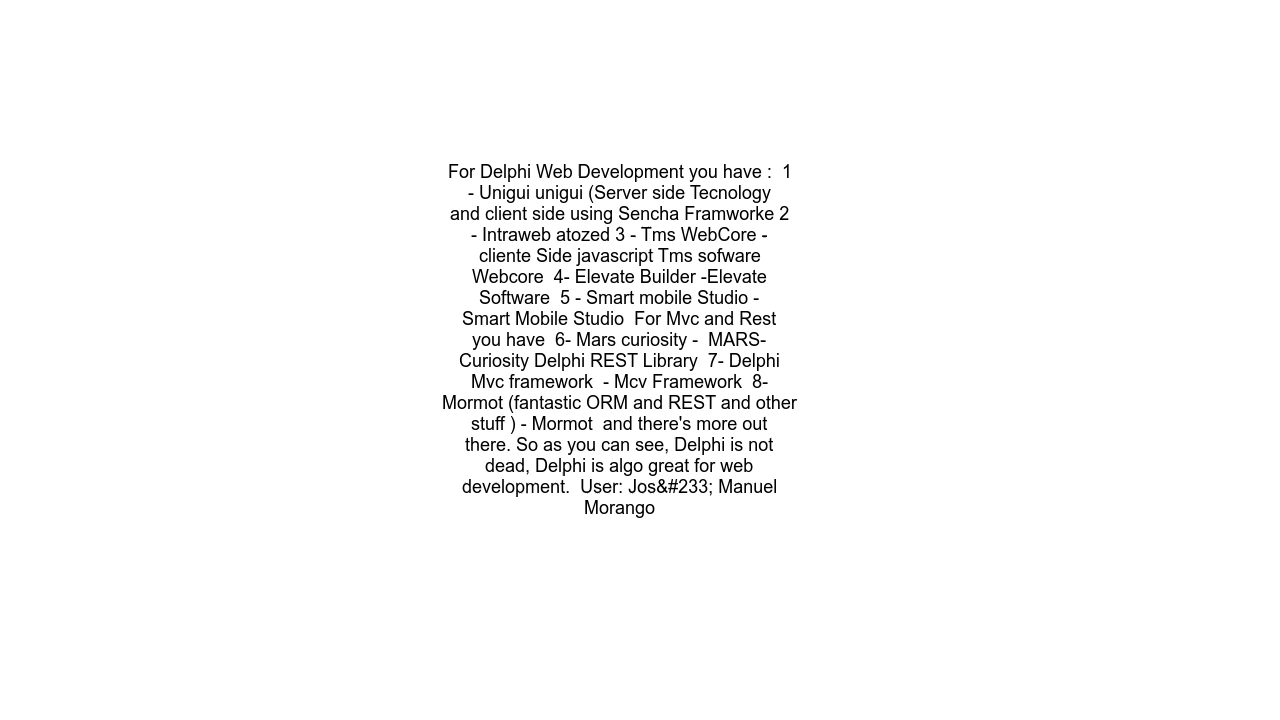 For Delphi Web Development you have :  1
- Unigui unigui (Server side Tecnology
and client side using Sencha Framworke 2
- Intraweb atozed 3 - Tms WebCore -
cliente Side javascript Tms sofware
Webcore  4- Elevate Builder -Elevate
Software  5 - Smart mobile Studio -
Smart Mobile Studio  For Mvc and Rest
you have  6- Mars curiosity -  MARS-
Curiosity Delphi REST Library  7- Delphi
Mvc framework  - Mcv Framework  8-
Mormot (fantastic ORM and REST and other
stuff ) - Mormot  and there's more out
there. So as you can see, Delphi is not
dead, Delphi is algo great for web
development.  User: Jos&#233; Manuel
Morango